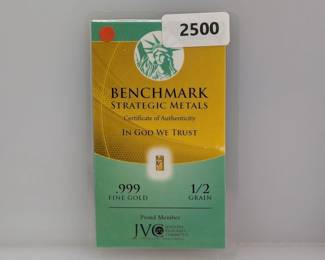 2500
BENCHMARK
STRATEGIC METALS
Certificate of Authenticity
IN GOD WE TRUST
.999
FINE GOLD
1/2
GRAIN
Proud Member
JVC